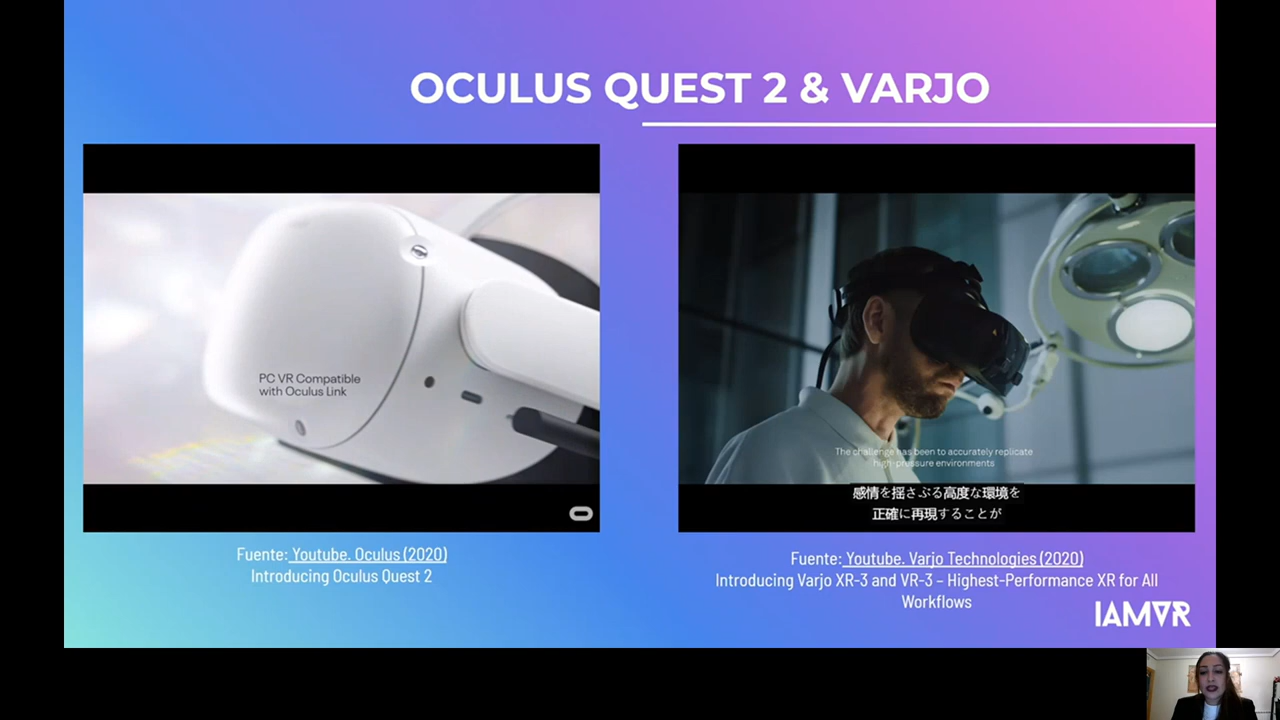 OCULUS QUEST 2 & VARJO
PC VR Compatible
with Oculus Link
The challenge has been to accurately replicate
high-pressure environments
感情を揺さぶる高度な環境を
正確に再現することが
Fuente: Youtube. Oculus (2020)
Introducing Oculus Quest 2
Fuente: Youtube. Varjo Technologies (2020)
Introducing Varjo XR-3 and VR-3 – Highest-Performance XR for All
Workflows
IAMVR